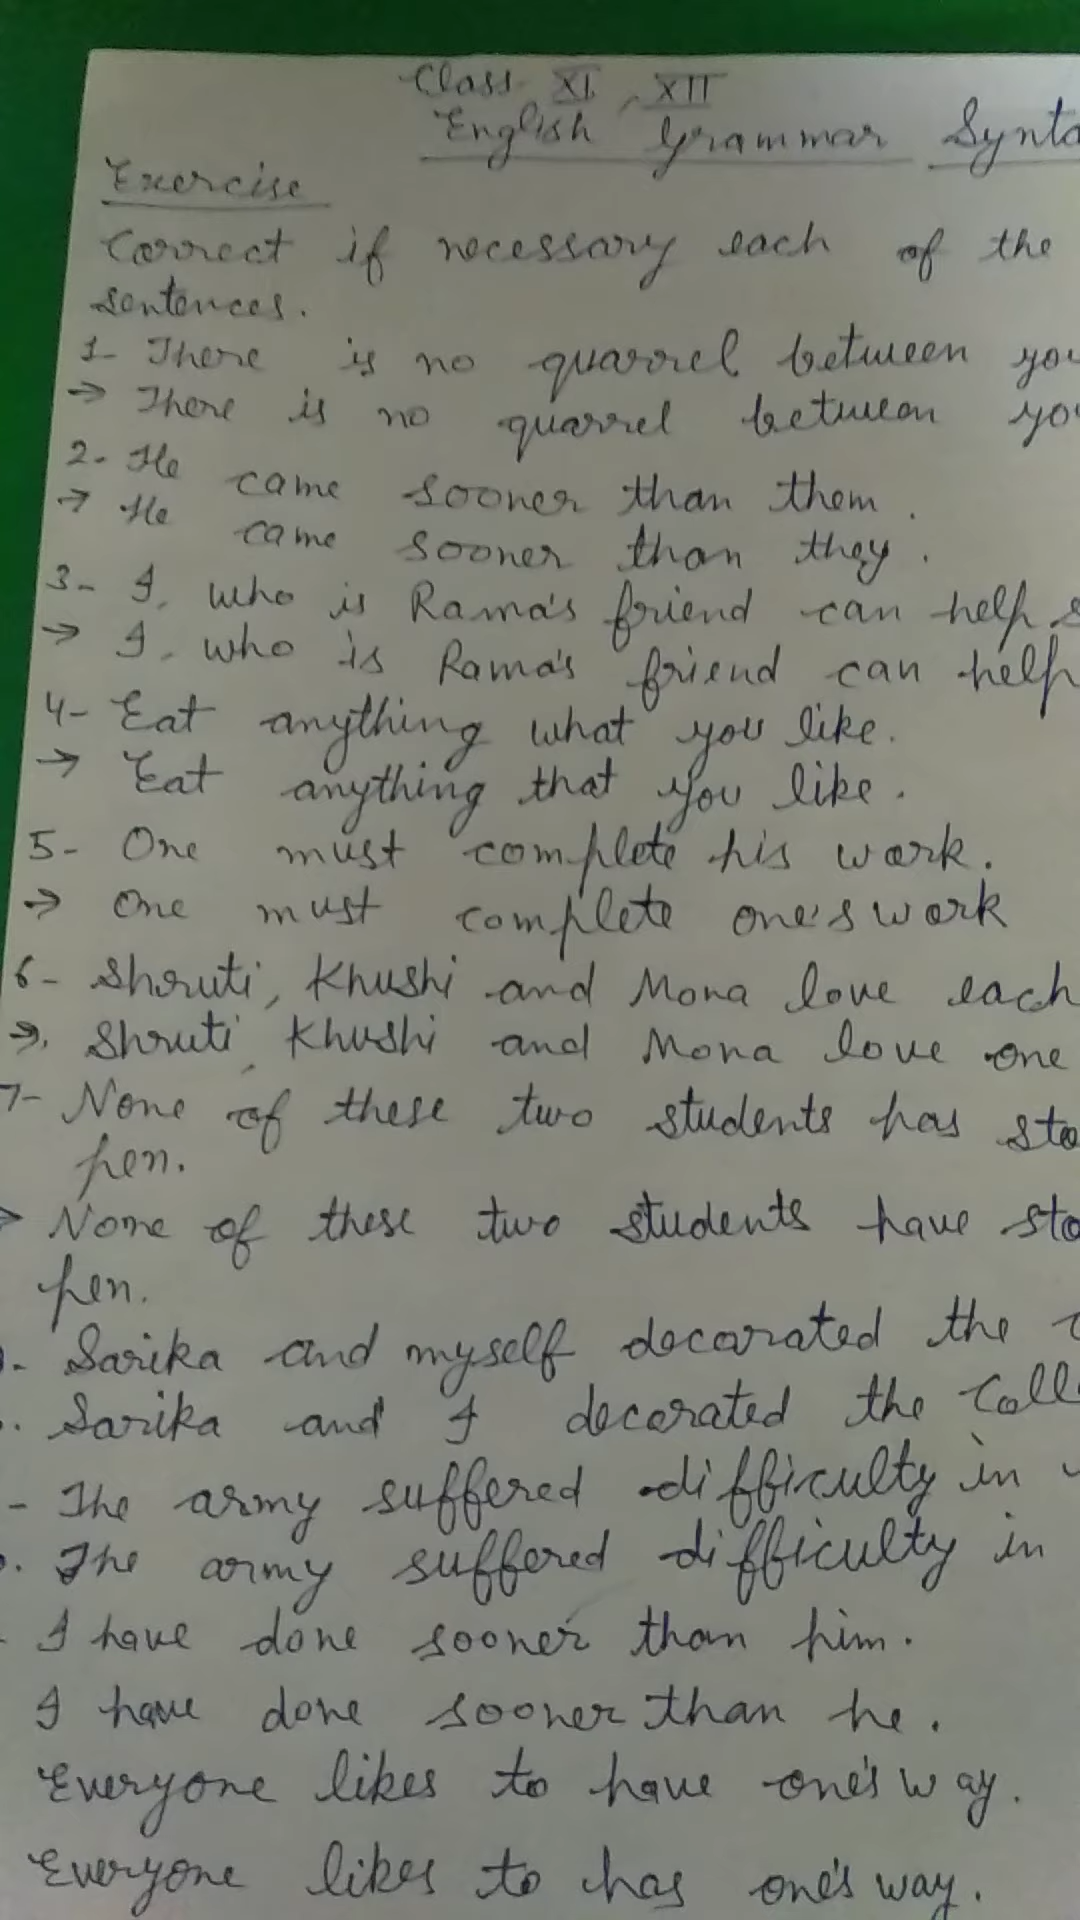 Class XI, XII
English Grammar Synta
Exercise
Correct if necessary each of the
sentences.
1- There is no quarrel between you
→ There is no quarrel between you
2- He came sooner than them.
→ He came sooner than they.
3- I, who is Rama's friend can help
→ I, who is Rama's friend can help
4- Eat anything what you like.
→ Eat anything that you like.
5- One must complete his work.
→ One must complete one's work
6- Shruti, Khushi and Mona love each
→. Shruti, Khushi and Mona love one
7- None of these two students has sto
pen.
→ None of these two students have sto
pen.
- Sarika and myself decorated the
. Sarika and I decorated the Coll
- The army suffered difficulty in
. The army suffered difficulty in
- I have done sooner than him.
I have done sooner than he.
Everyone likes to have one's way.
Everyone likes to has one's way.